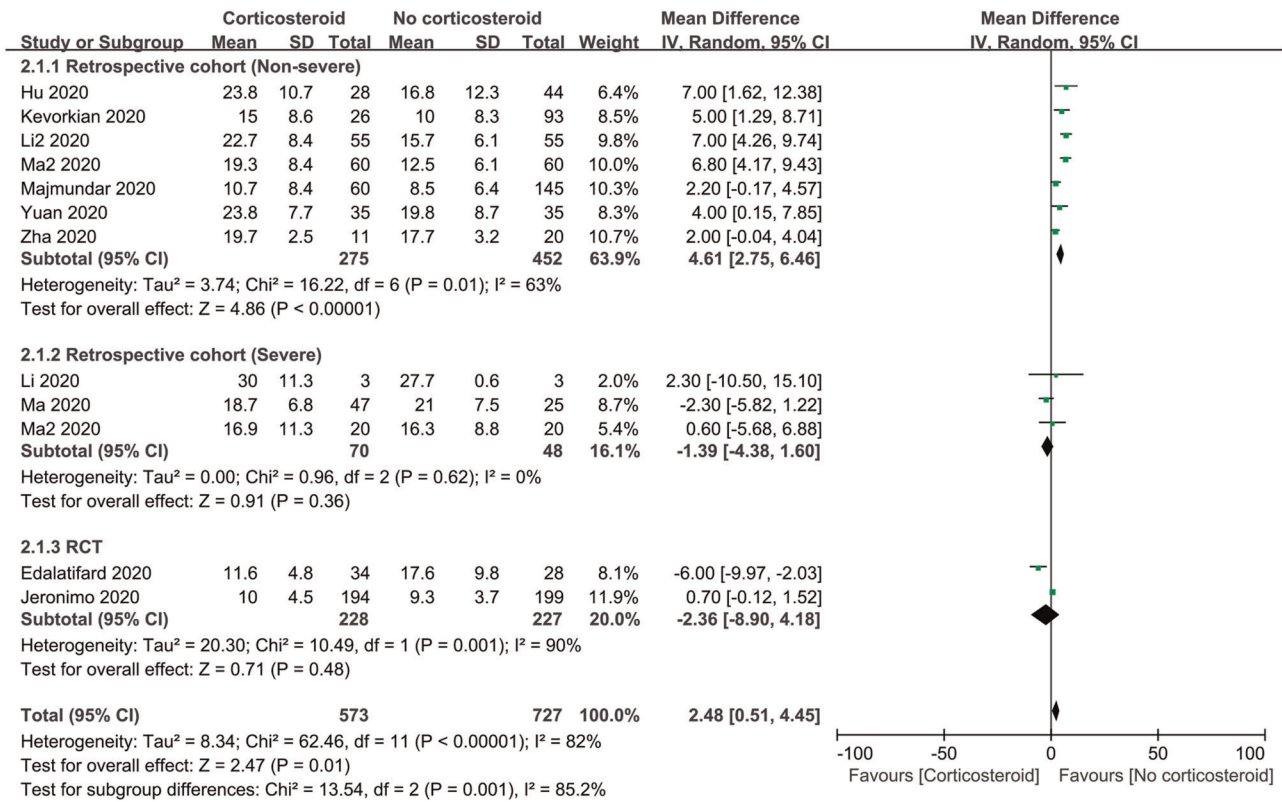 Corticosteroid No corticosteroid Mean Difference Mean Difference
Study or Subgroup Mean SD Total Mean SD Total Weight IV, Random, 95% CI IV, Random, 95% CI
2.1.1 Retrospective cohort (Non-severe)
Hu 2020 23.8 10.7 28 16.8 12.3 44 6.4% 7.00 [1.62, 12.38]
Kevorkian 2020 15 8.6 26 10 8.3 93 8.5% 5.00 [1.29, 8.71]
Li2 2020 22.7 8.4 55 15.7 6.1 55 9.8% 7.00 [4.26, 9.74]
Ma2 2020 19.3 8.4 60 12.5 6.1 60 10.0% 6.80 [4.17, 9.43]
Majmundar 2020 10.7 8.4 60 8.5 6.4 145 10.3% 2.20 [-0.17, 4.57]
Yuan 2020 23.8 7.7 35 19.8 8.7 35 8.3% 4.00 [0.15, 7.85]
Zha 2020 19.7 2.5 11 17.7 3.2 20 10.7% 2.00 [-0.04, 4.04]
Subtotal (95% CI) 275 452 63.9% 4.61 [2.75, 6.46]
Heterogeneity: Tau² = 3.74; Chi² = 16.22, df = 6 (P = 0.01); I² = 63%
Test for overall effect: Z = 4.86 (P < 0.00001)
2.1.2 Retrospective cohort (Severe)
Li 2020 30 11.3 3 27.7 0.6 3 2.0% 2.30 [-10.50, 15.10]
Ma 2020 18.7 6.8 47 21 7.5 25 8.7% -2.30 [-5.82, 1.22]
Ma2 2020 16.9 11.3 20 16.3 8.8 20 5.4% 0.60 [-5.68, 6.88]
Subtotal (95% CI) 70 48 16.1% -1.39 [-4.38, 1.60]
Heterogeneity: Tau² = 0.00; Chi² = 0.96, df = 2 (P = 0.62); I² = 0%
Test for overall effect: Z = 0.91 (P = 0.36)
2.1.3 RCT
Edalatifard 2020 11.6 4.8 34 17.6 9.8 28 8.1% -6.00 [-9.97, -2.03]
Jeronimo 2020 10 4.5 194 9.3 3.7 199 11.9% 0.70 [-0.12, 1.52]
Subtotal (95% CI) 228 227 20.0% -2.36 [-8.90, 4.18]
Heterogeneity: Tau² = 20.30; Chi² = 10.49, df = 1 (P = 0.001); I² = 90%
Test for overall effect: Z = 0.71 (P = 0.48)
Total (95% CI) 573 727 100.0% 2.48 [0.51, 4.45]
Heterogeneity: Tau² = 8.34; Chi² = 62.46, df = 11 (P < 0.00001); I² = 82%
Test for overall effect: Z = 2.47 (P = 0.01)
Test for subgroup differences: Chi² = 13.54, df = 2 (P = 0.001), I² = 85.2%
-100 -50 0 50 100
Favours [Corticosteroid] Favours [No corticosteroid]